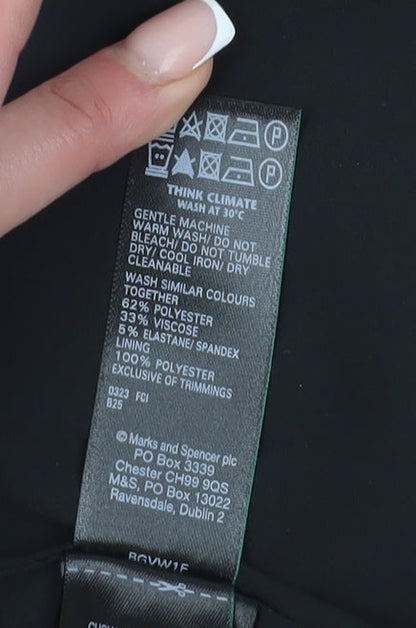 THINK CLIMATE
WASH AT 30°C
GENTLE MACHINE
WARM WASH/ DO NOT
BLEACH/ DO NOT TUMBLE
DRY/ COOL IRON/ DRY
CLEANABLE
WASH SIMILAR COLOURS
TOGETHER
62% POLYESTER
33% VISCOSE
5% ELASTANE/ SPANDEX
LINING
100% POLYESTER
EXCLUSIVE OF TRIMMINGS
0323 FCI
B25
© Marks and Spencer plc
PO Box 3339
Chester CH99 9QS
M&S, PO Box 13022
Ravensdale, Dublin 2